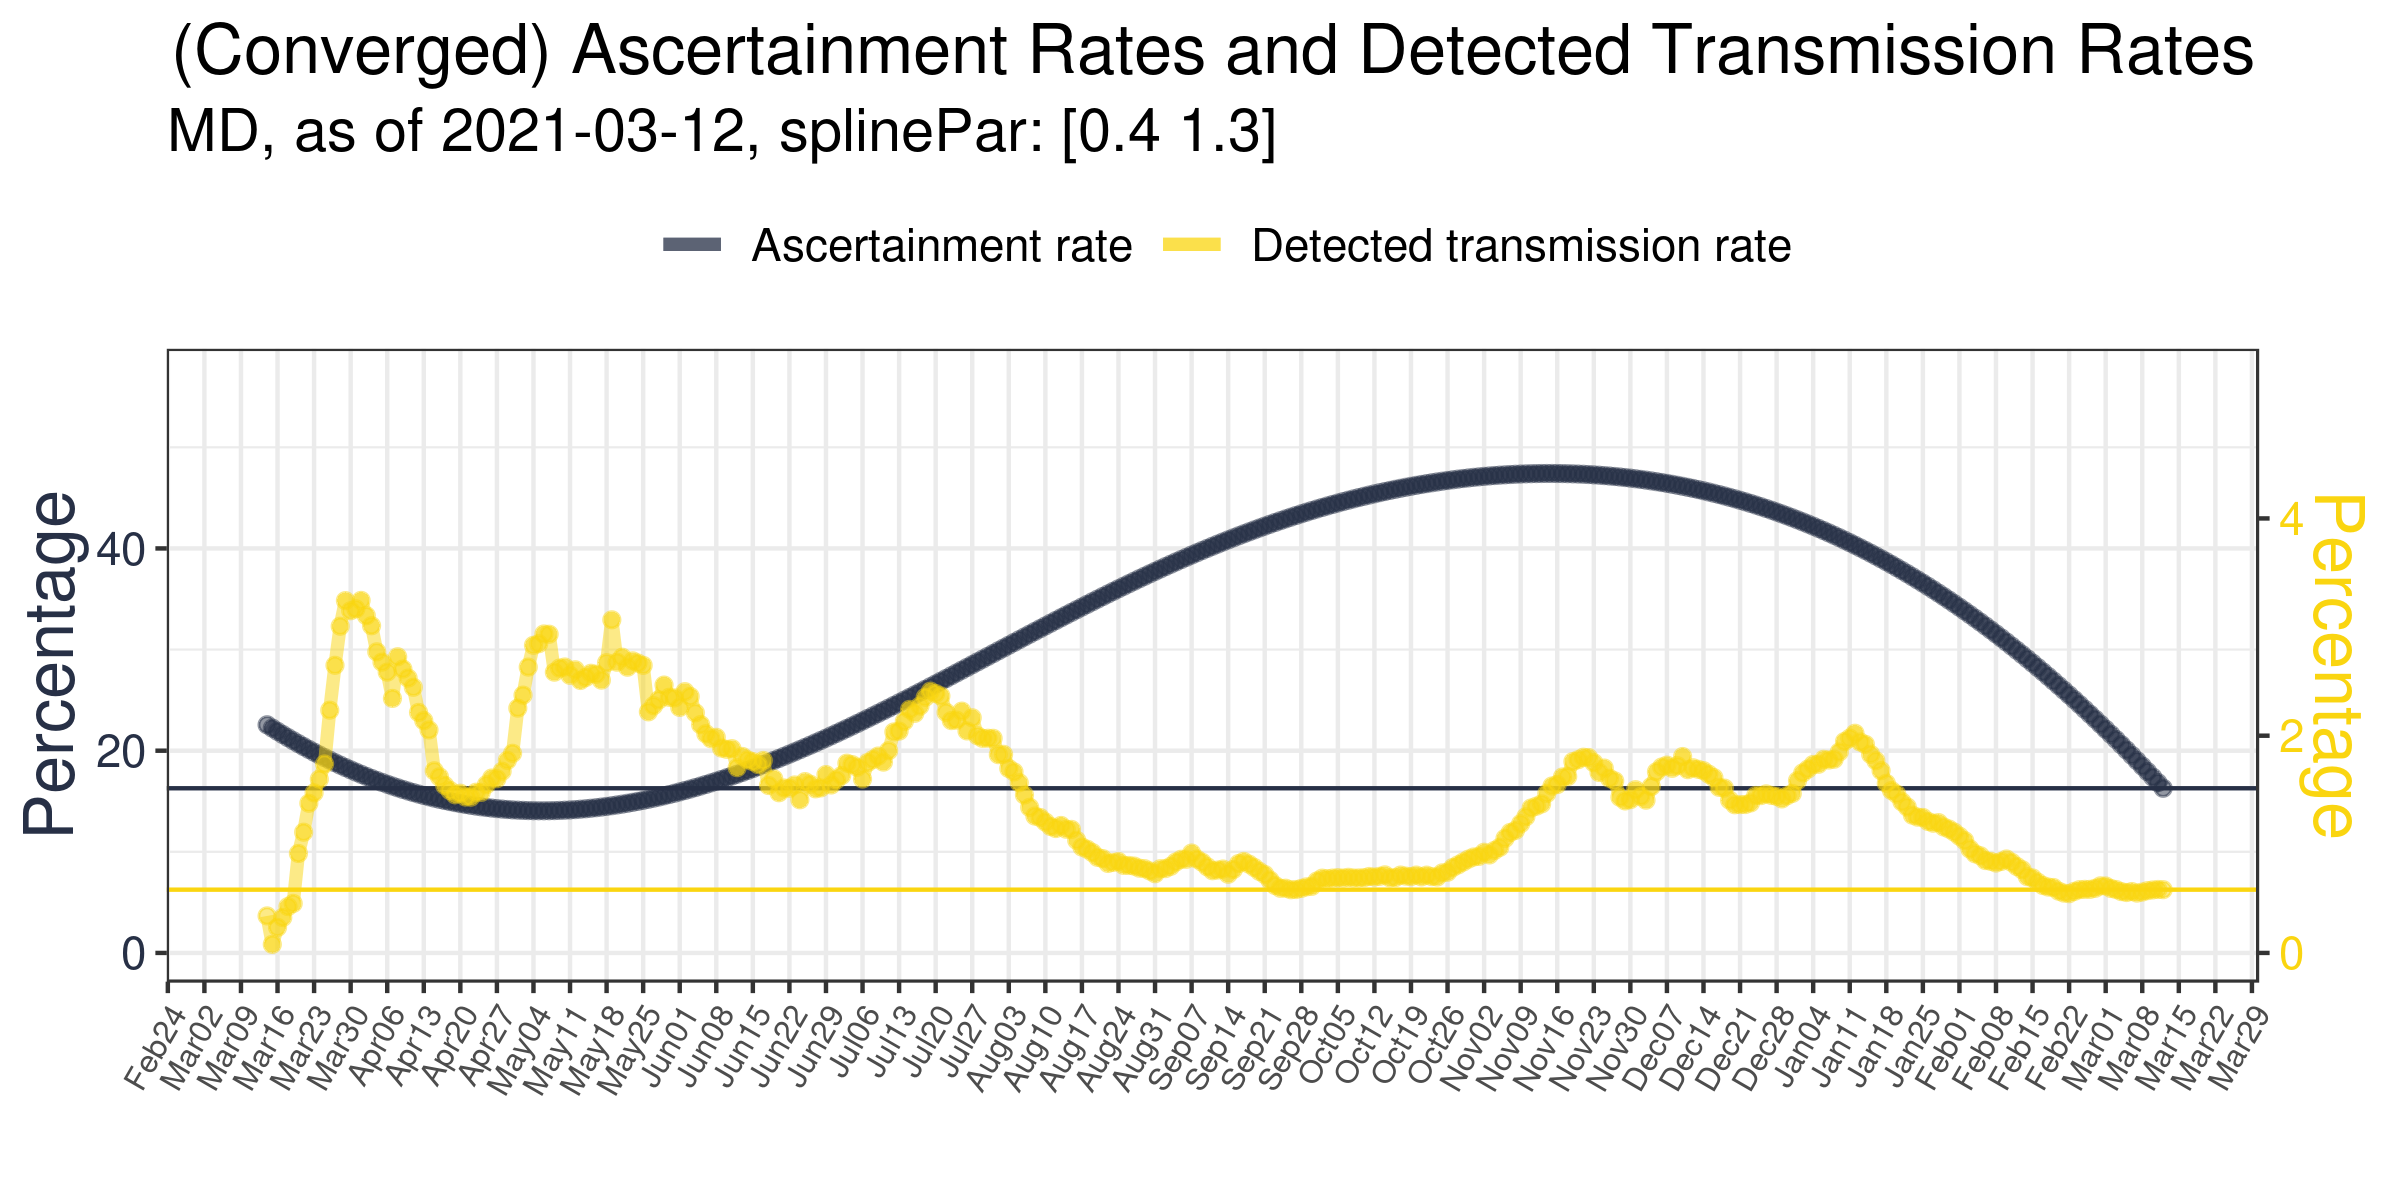 (Converged) Ascertainment Rates and Detected Transmission Rates
MD, as of 2021-03-12, splinePar: [0.4 1.3]
Ascertainment rate Detected transmission rate
Percentage
40
20
0
Percentage
4
2
0
Feb24 Mar02 Mar09 Mar16 Mar23 Mar30 Apr06 Apr13 Apr20 Apr27 May04 May11 May18 May25 Jun01 Jun08 Jun15 Jun22 Jun29 Jul06 Jul13 Jul20 Jul27 Aug03 Aug10 Aug17 Aug24 Aug31 Sep07 Sep14 Sep21 Sep28 Oct05 Oct12 Oct19 Oct26 Nov02 Nov09 Nov16 Nov23 Nov30 Dec07 Dec14 Dec21 Dec28 Jan04 Jan11 Jan18 Jan25 Feb01 Feb08 Feb15 Feb22 Mar01 Mar08 Mar15 Mar22 Mar29